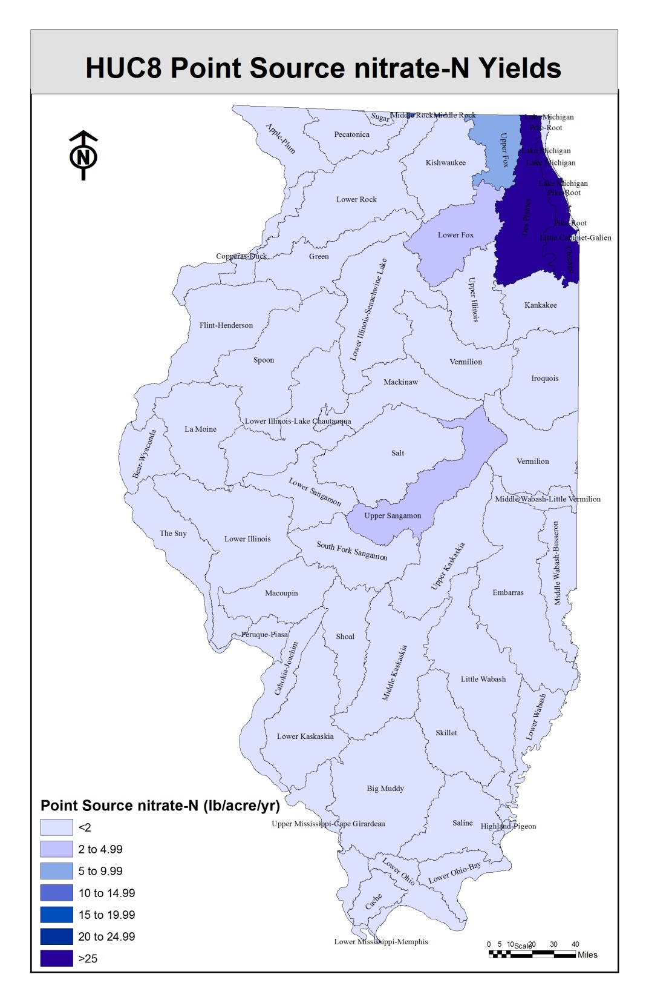 HUC8 Point Source nitrate-N Yields
N
Sugar
Middle Rock
Middle Rock
Lake Michigan
Pike-Root
Apple-Plum
Pecatonica
Upper Fox
Lake Michigan
Kishwaukee
Lake Michigan
Lake Michigan
Pike-Root
Lower Rock
Des Plaines
Pike-Root
Lower Fox
Little Calumet-Galien
Copperas-Duck
Green
Chicago
Lower Illinois-Senachwine Lake
Upper Illinois
Kankakee
Flint-Henderson
Spoon
Vermilion
Mackinaw
Iroquois
Lower Illinois-Lake Chautauqua
La Moine
Bear-Wyaconda
Salt
Vermilion
Lower Sangamon
Middle Wabash-Little Vermilion
Upper Sangamon
The Sny
Lower Illinois
South Fork Sangamon
Upper Kaskaskia
Middle Wabash-Busseron
Macoupin
Embarras
Peruque-Piasa
Shoal
Cahokia-Joachim
Middle Kaskaskia
Little Wabash
Lower Wabash
Lower Kaskaskia
Skillet
Big Muddy
Upper Mississippi-Cape Girardeau
Saline
Highland-Pigeon
Lower Ohio
Lower Ohio-Bay
Cache
Lower Mississippi-Memphis
Point Source nitrate-N (lb/acre/yr)
<2
2 to 4.99
5 to 9.99
10 to 14.99
15 to 19.99
20 to 24.99
>25
0 5 10 20 30 40
Scale
Miles